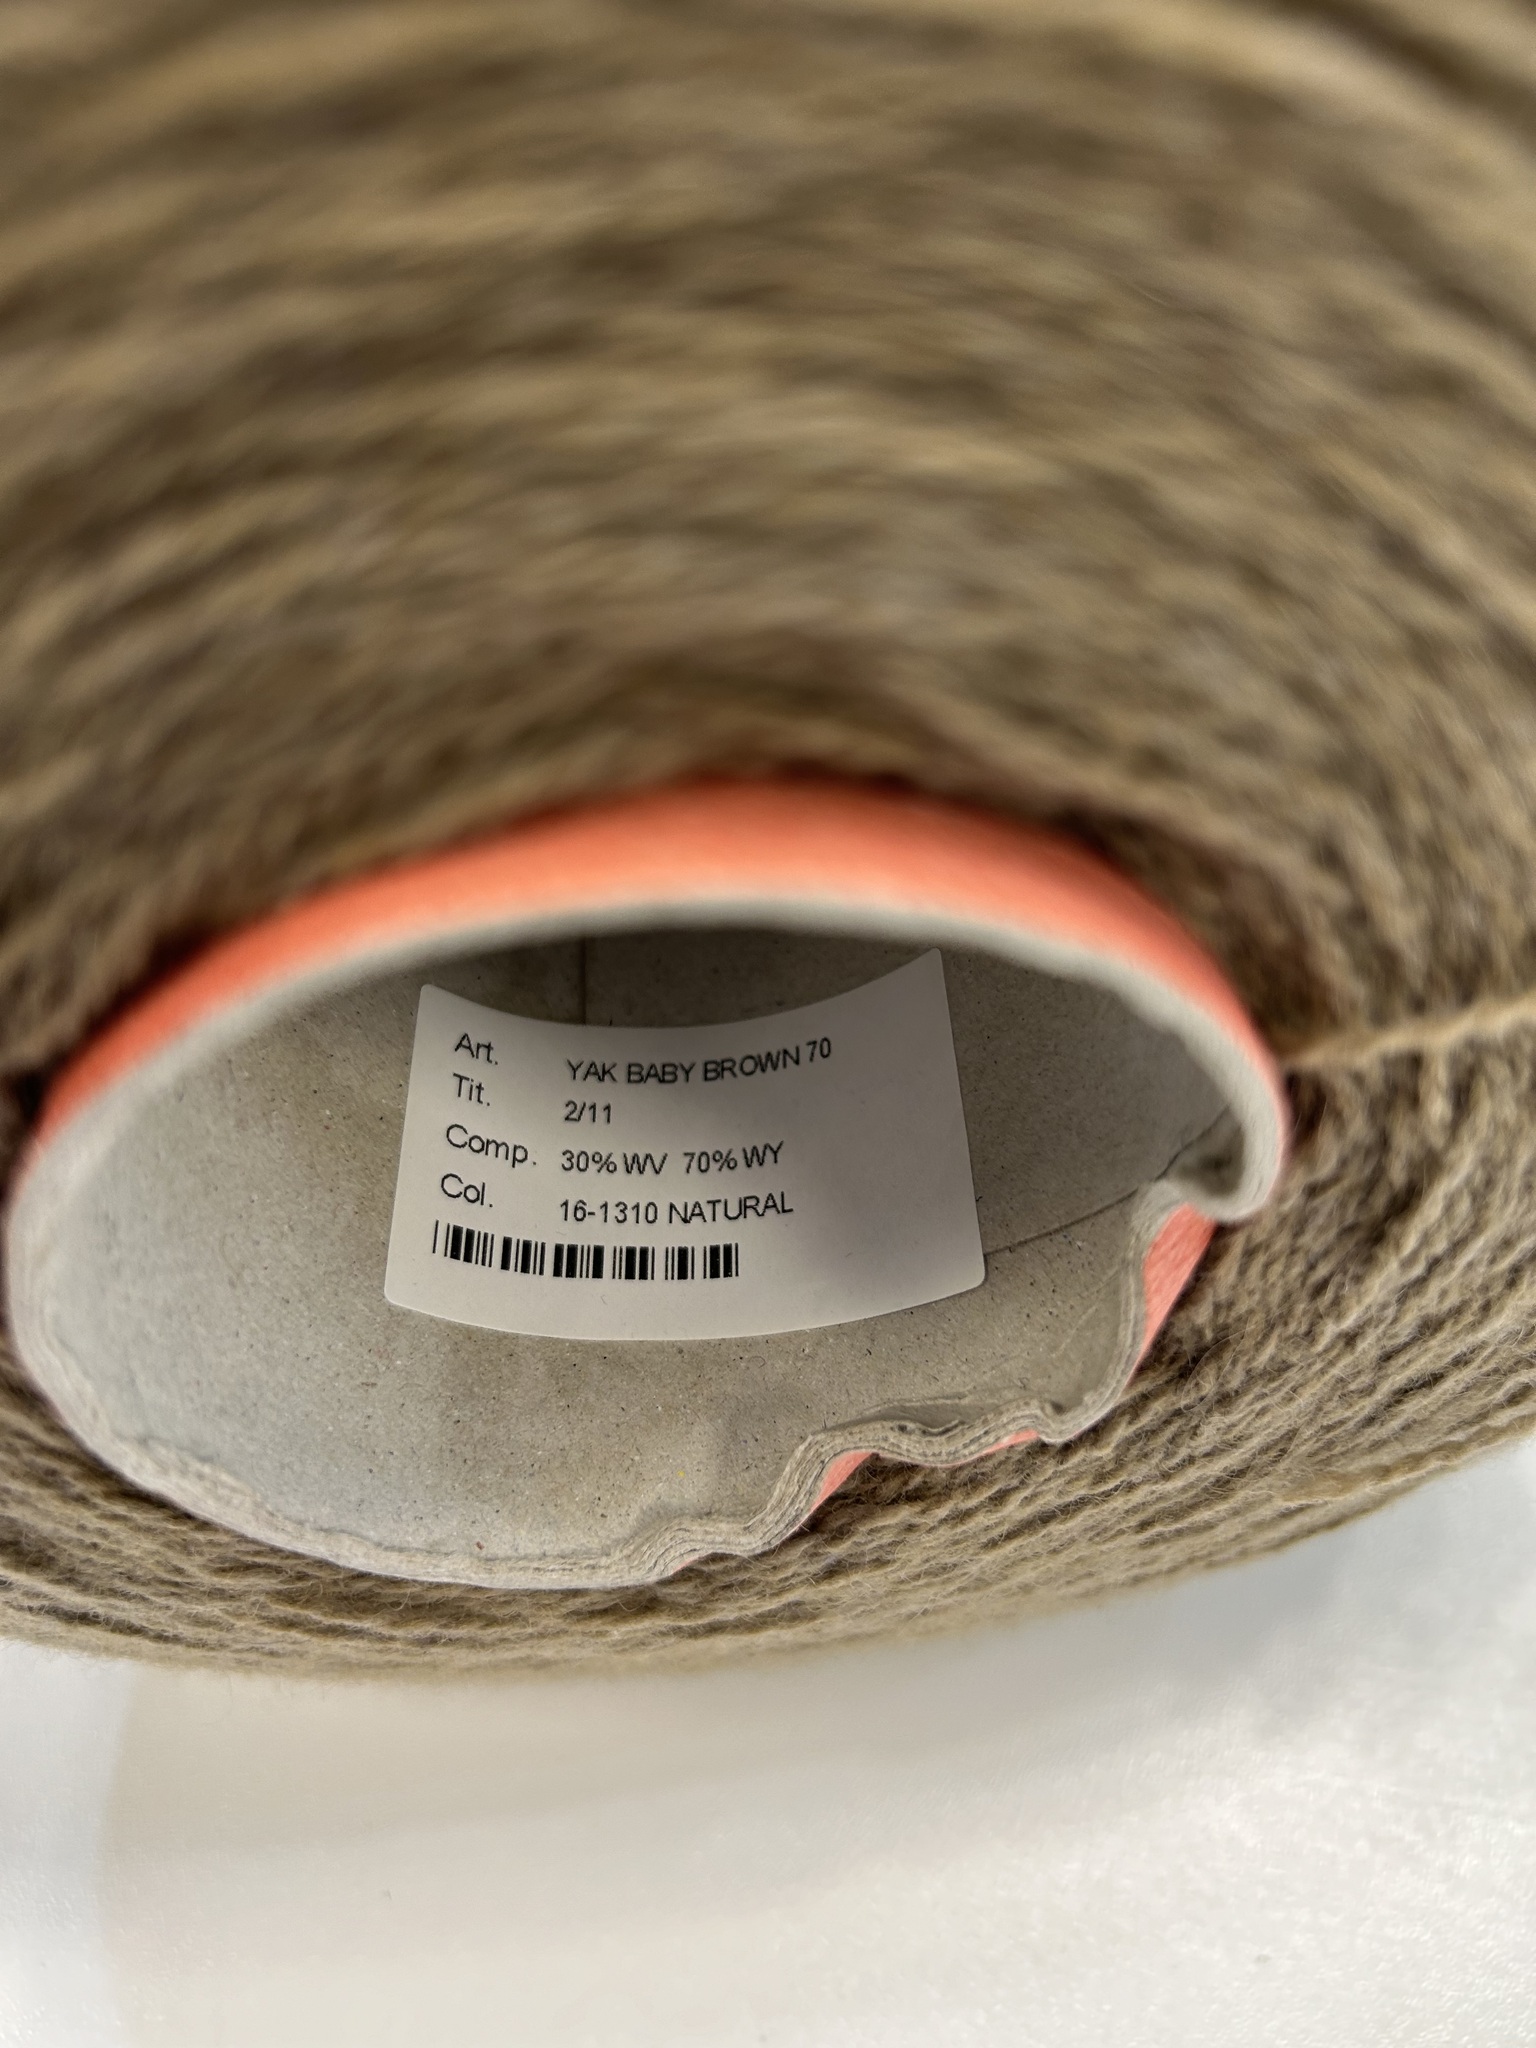 Art. YAK BABY BROWN 70
Tit. 2/11
Comp. 30% WV 70% WY
Col. 16-1310 NATURAL